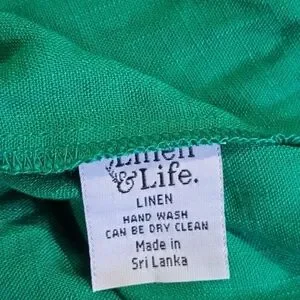 Linen
& Life.
LINEN
HAND WASH
CAN BE DRY CLEAN
Made in
Sri Lanka